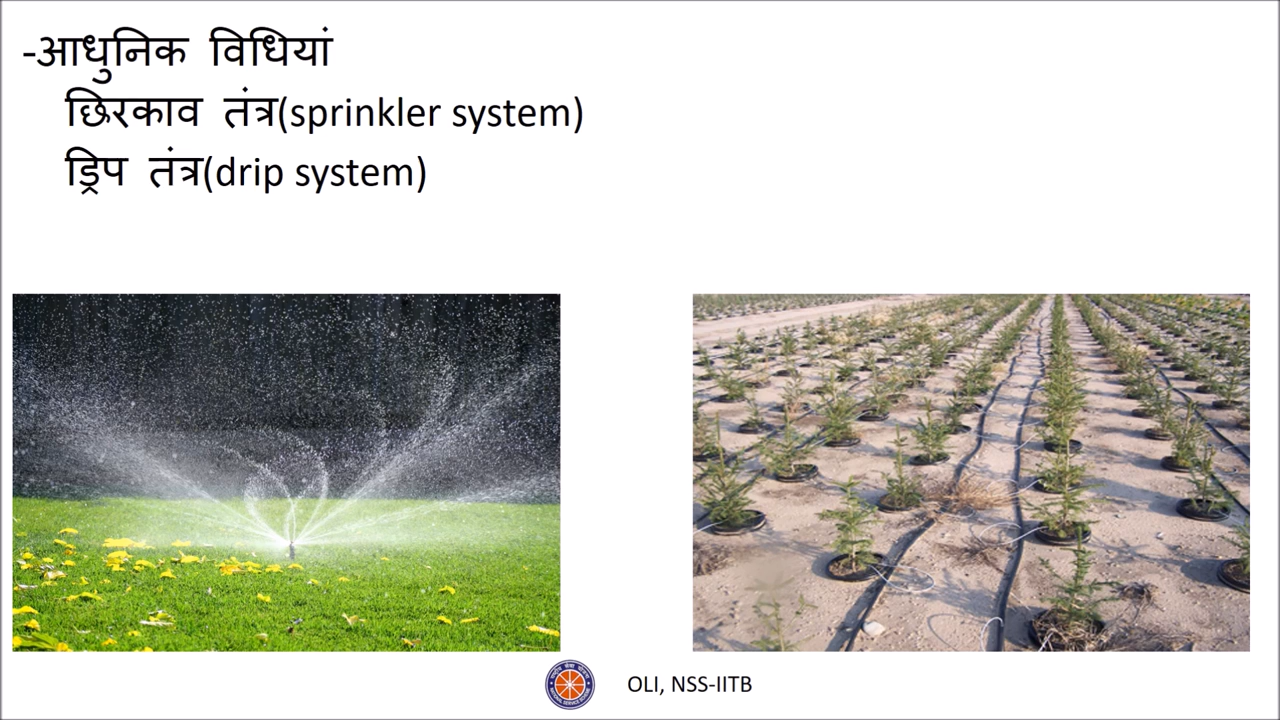 -आधुनिक विधियां
छिरकाव तंत्र(sprinkler system)
ड्रिप तंत्र(drip system)
OLI, NSS-IITB